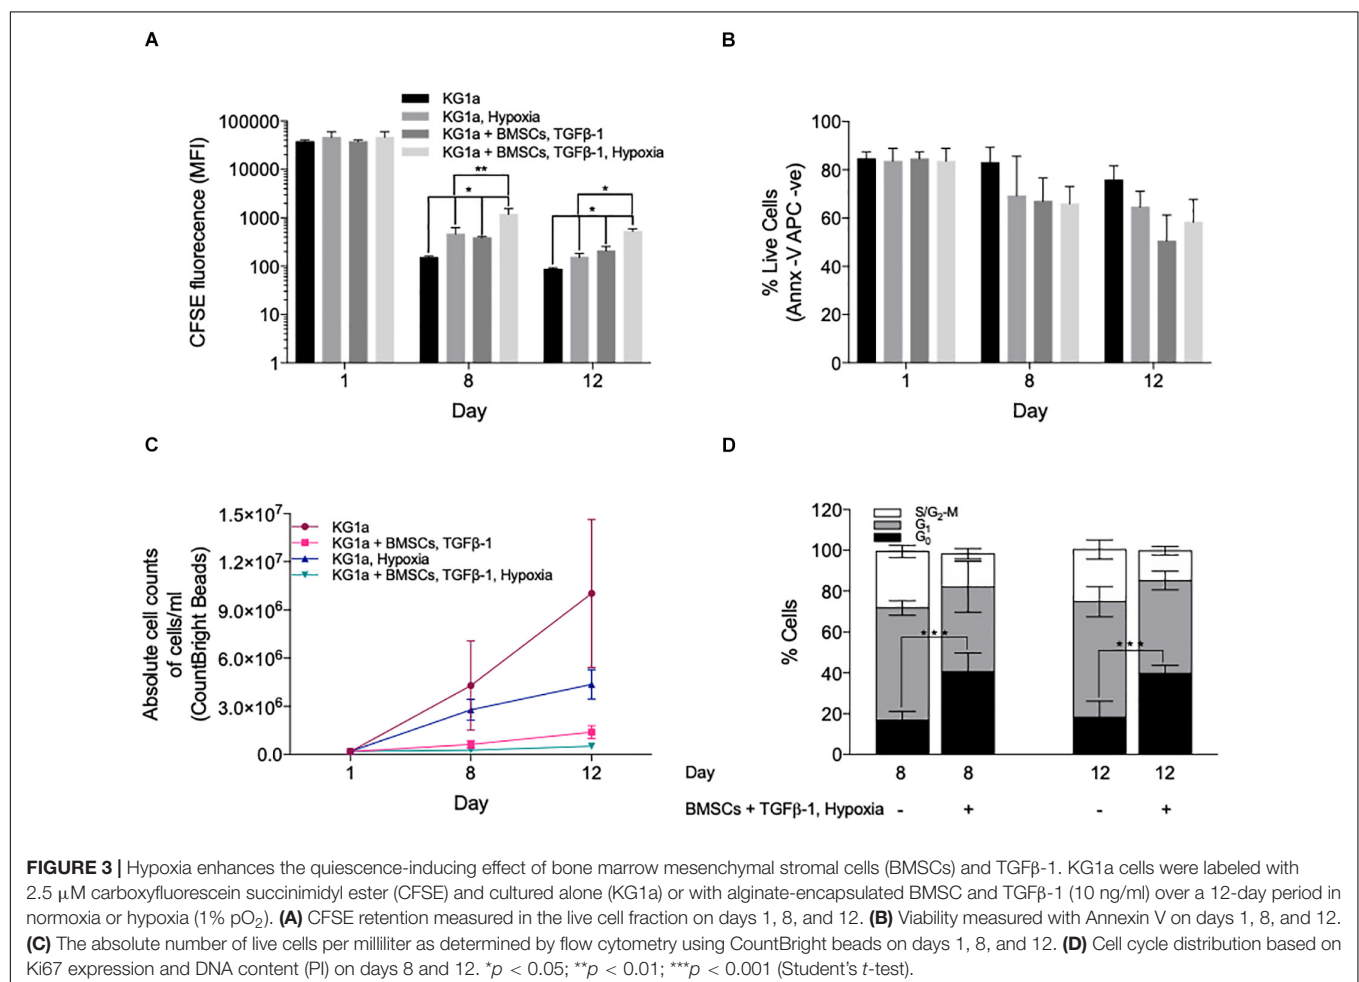 A
KG1a
KG1a, Hypoxia
KG1a + BMSCs, TGFβ-1
KG1a + BMSCs, TGFβ-1, Hypoxia
CFSE fluorecence (MFI)
100000
10000
1000
100
10
1
** 
*
*
*
1 8 12
Day
B
% Live Cells
(Annx -V APC -ve)
100
80
60
40
20
0
1 8 12
Day
C
Absolute cell counts
of cells/ml
(CountBright Beads)
1.5×10⁷
1.2×10⁷
9.0×10⁶
6.0×10⁶
3.0×10⁶
0.0
KG1a
KG1a + BMSCs, TGFβ-1
KG1a, Hypoxia
KG1a + BMSCs, TGFβ-1, Hypoxia
1 8 12
Day
D
S/G₂-M
G₁
G₀
% Cells
120
100
80
60
40
20
0
***
***
Day 8 8 12 12
BMSCs + TGFβ-1, Hypoxia - + - +
FIGURE 3 | Hypoxia enhances the quiescence-inducing effect of bone marrow mesenchymal stromal cells (BMSCs) and TGFβ-1. KG1a cells were labeled with
2.5 μM carboxyfluorescein succinimidyl ester (CFSE) and cultured alone (KG1a) or with alginate-encapsulated BMSC and TGFβ-1 (10 ng/ml) over a 12-day period in
normoxia or hypoxia (1% pO₂). (A) CFSE retention measured in the live cell fraction on days 1, 8, and 12. (B) Viability measured with Annexin V on days 1, 8, and 12.
(C) The absolute number of live cells per milliliter as determined by flow cytometry using CountBright beads on days 1, 8, and 12. (D) Cell cycle distribution based on
Ki67 expression and DNA content (PI) on days 8 and 12. *p < 0.05; **p < 0.01; ***p < 0.001 (Student's t-test).